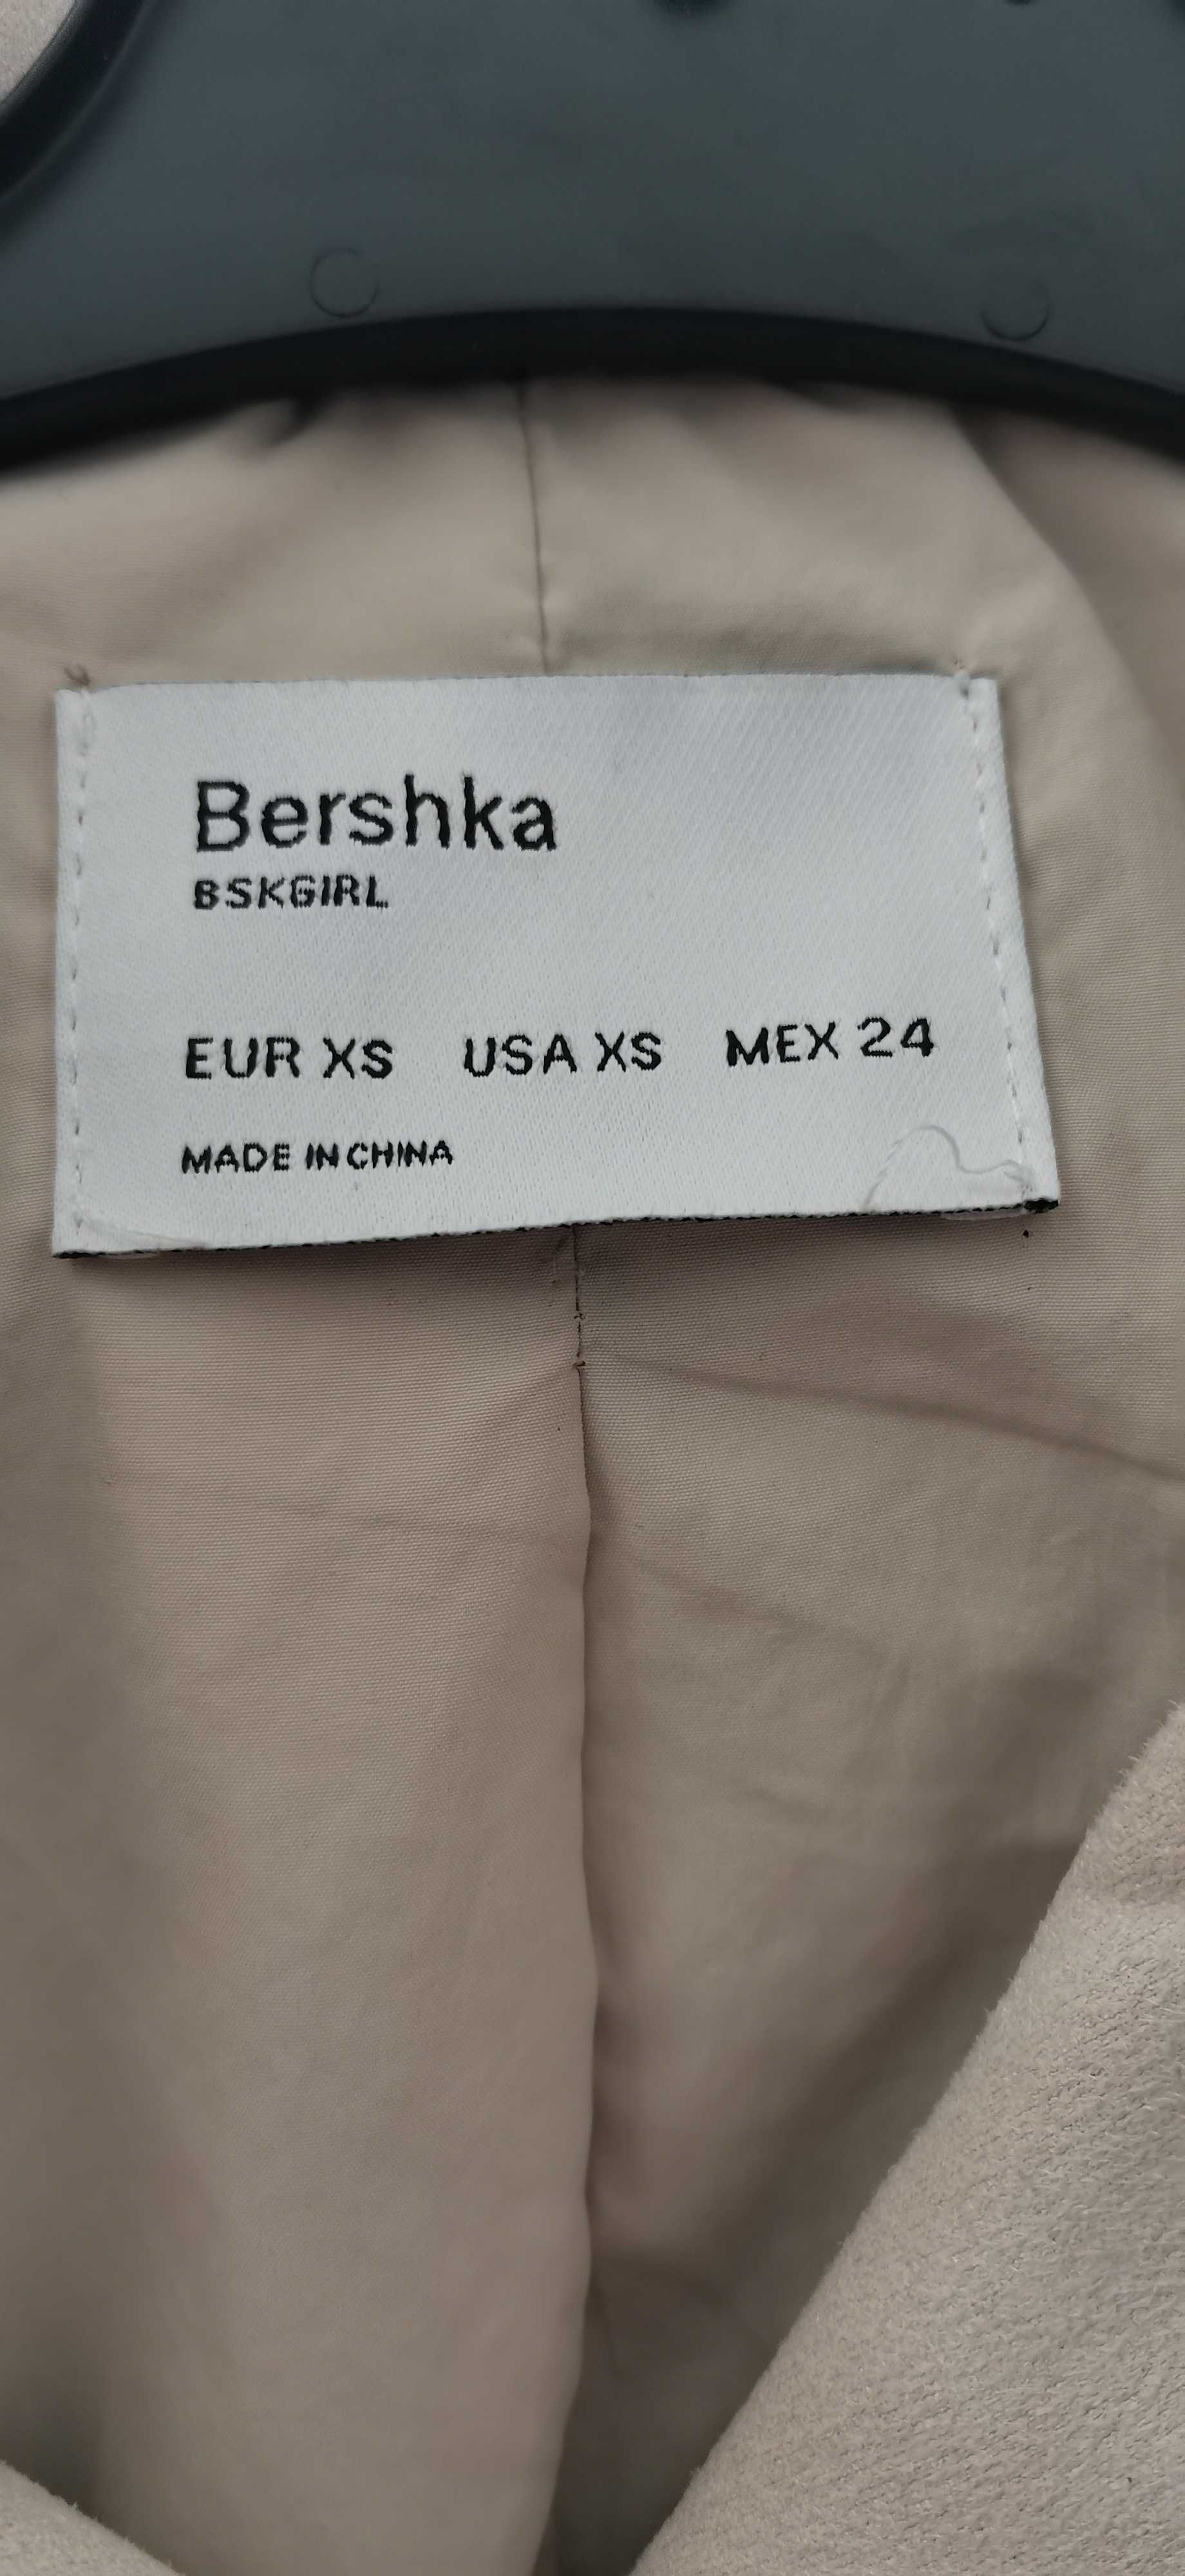 Bershka
BSKGIRL
EUR XS USA XS MEX 24
MADE IN CHINA